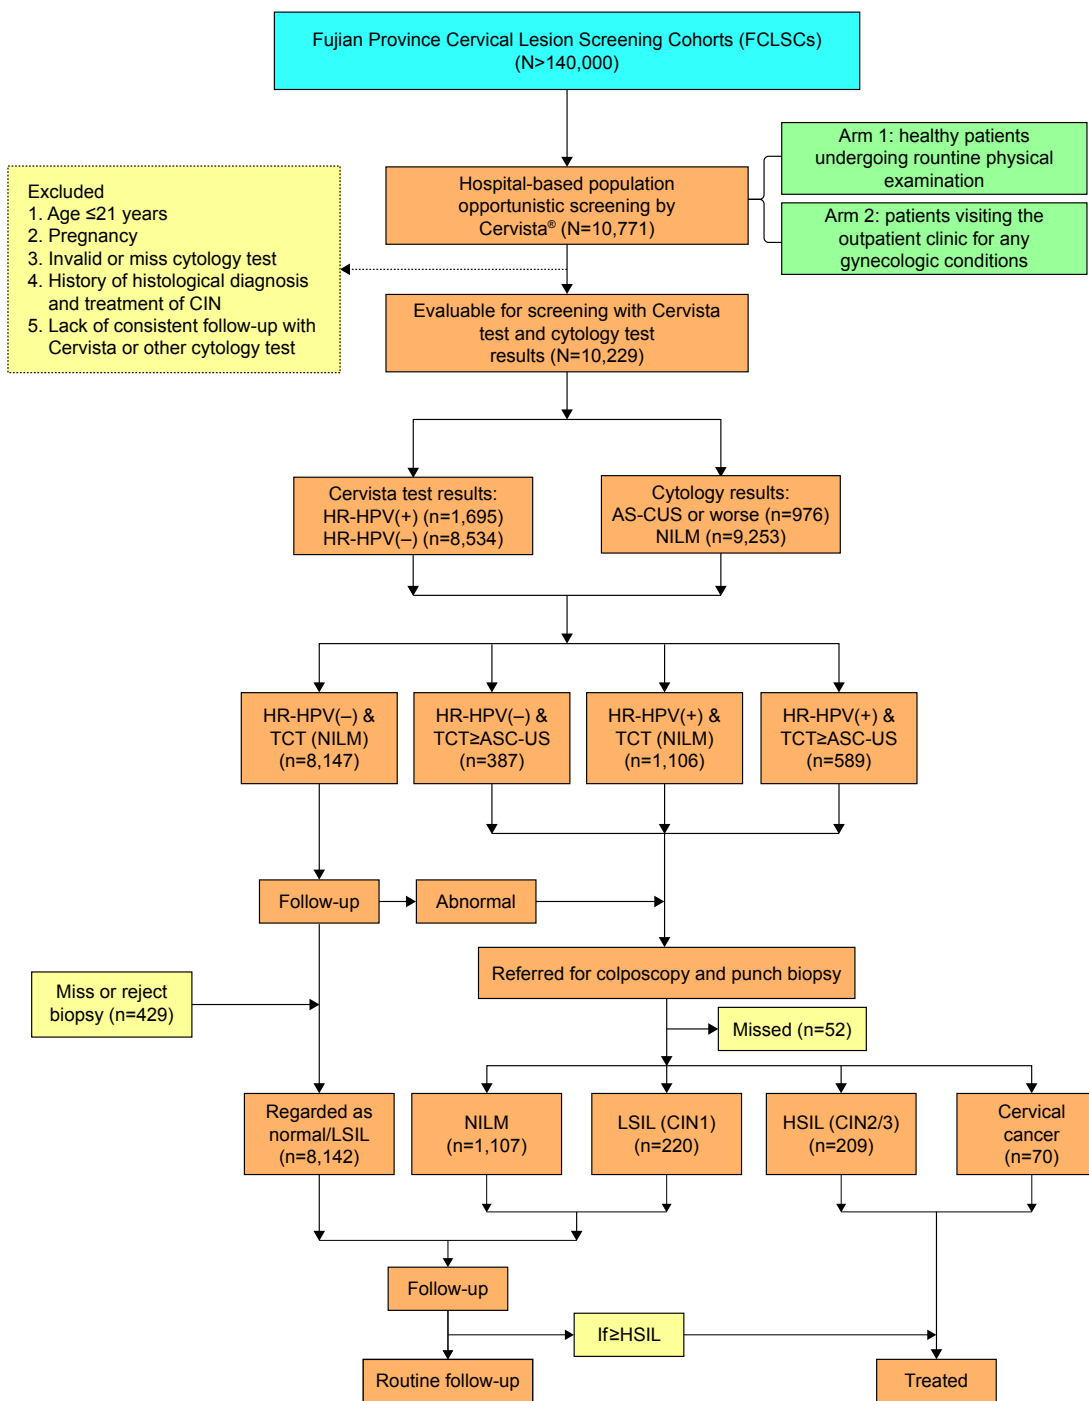 Fujian Province Cervical Lesion Screening Cohorts (FCLSCs)
(N>140,000)
Arm 1: healthy patients
undergoing rountine physical
examination
Hospital-based population
opportunistic screening by
Cervista® (N=10,771)
Arm 2: patients visiting the
outpatient clinic for any
gynecologic conditions
Excluded
1. Age ≤21 years
2. Pregnancy
3. Invalid or miss cytology test
4. History of histological diagnosis
and treatment of CIN
5. Lack of consistent follow-up with
Cervista or other cytology test
Evaluable for screening with Cervista
test and cytology test
results (N=10,229)
Cervista test results:
HR-HPV(+) (n=1,695)
HR-HPV(–) (n=8,534)
Cytology results:
AS-CUS or worse (n=976)
NILM (n=9,253)
HR-HPV(–) &
TCT (NILM)
(n=8,147)
HR-HPV(–) &
TCT≥ASC-US
(n=387)
HR-HPV(+) &
TCT (NILM)
(n=1,106)
HR-HPV(+) &
TCT≥ASC-US
(n=589)
Follow-up
Abnormal
Referred for colposcopy and punch biopsy
Miss or reject
biopsy (n=429)
Missed (n=52)
Regarded as
normal/LSIL
(n=8,142)
NILM
(n=1,107)
LSIL (CIN1)
(n=220)
HSIL (CIN2/3)
(n=209)
Cervical
cancer
(n=70)
Follow-up
If≥HSIL
Routine follow-up
Treated